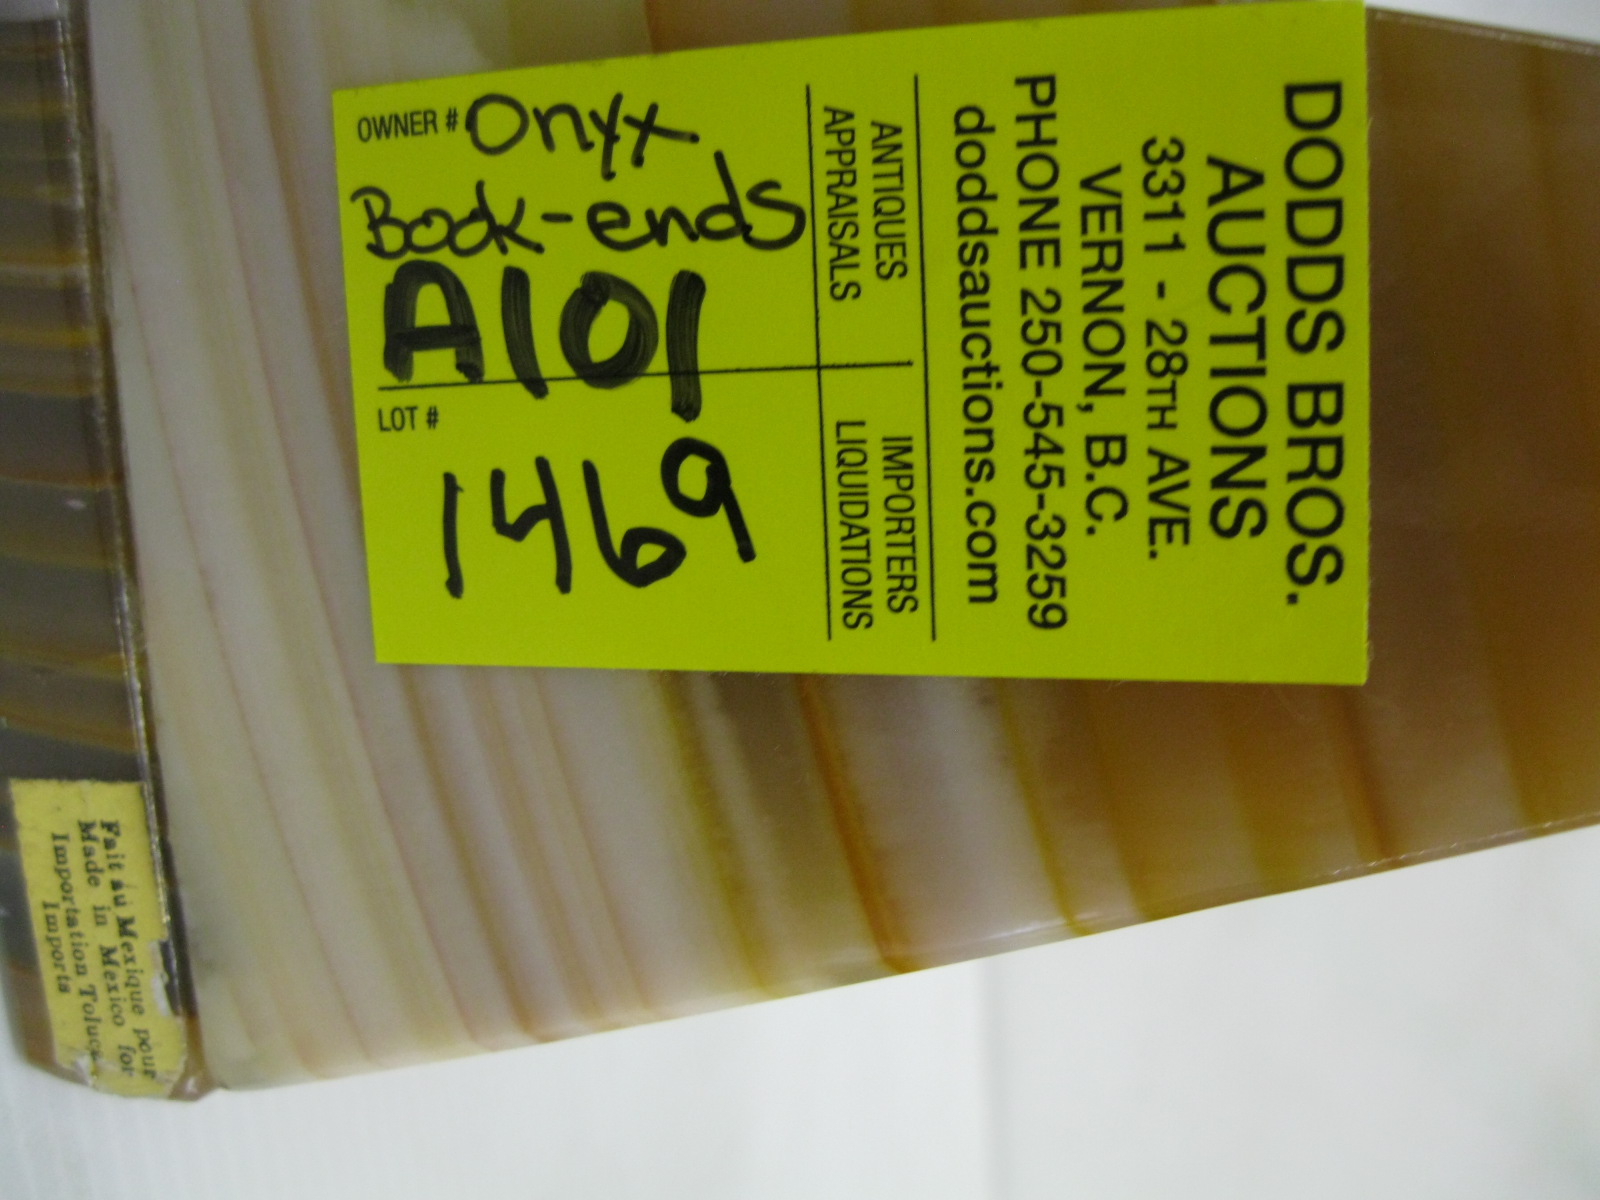 DODDS BROS.
AUCTIONS
3311 - 28TH AVE.
VERNON, B.C.
PHONE 250-545-3259
doddsauctions.com
ANTIQUES IMPORTERS
APPRAISALS LIQUIDATIONS
OWNER # Onyx
Book-ends
A101
LOT #
1469
Fait au Mexique pour
Made in Mexico for
Importation Toluca
Imports